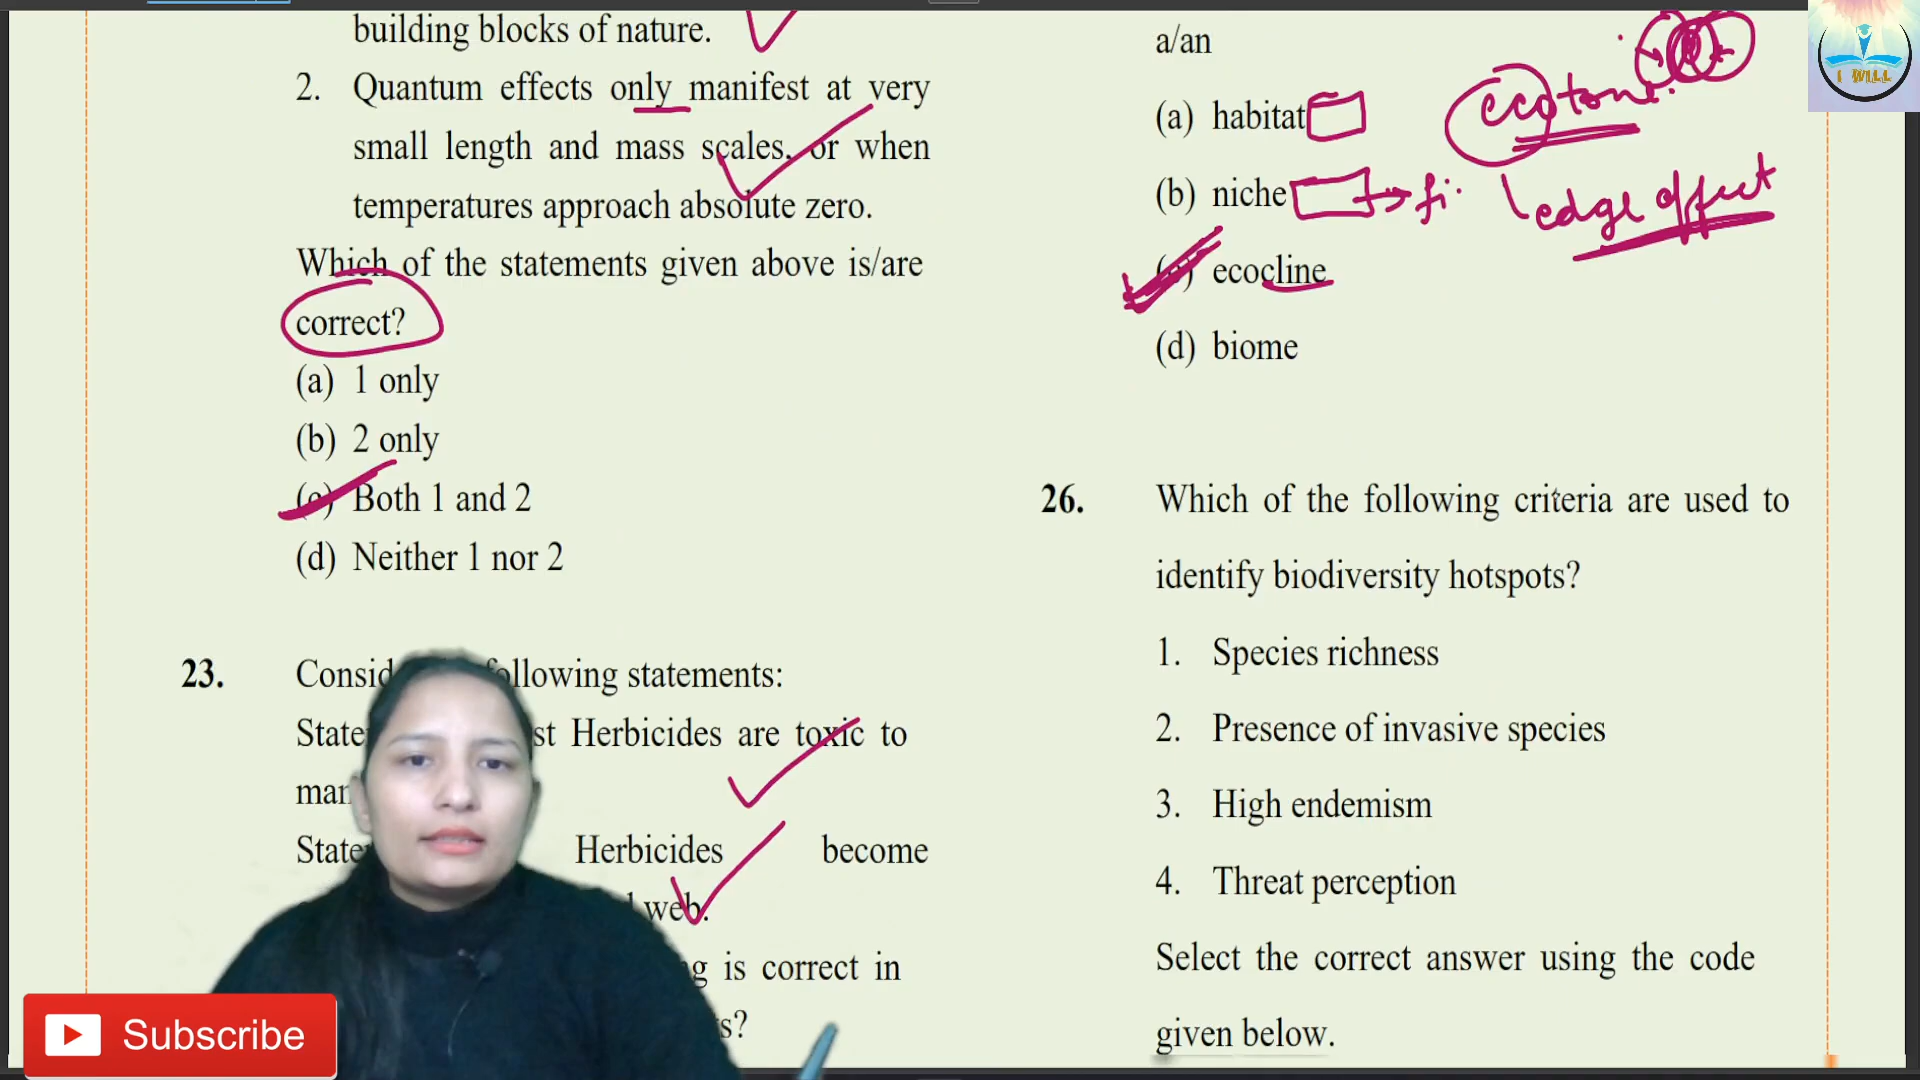 building blocks of nature.
2. Quantum effects only manifest at very
small length and mass scales, or when
temperatures approach absolute zero.
Which of the statements given above is/are
correct?
(a) 1 only
(b) 2 only
(c) Both 1 and 2
(d) Neither 1 nor 2
23. following statements:
Herbicides are toxic to
Herbicides become
web.
is correct in
Subscribe
a/an
(a) habitat
(b) niche
ecocline
(d) biome
ecotone
edge effect
26. Which of the following criteria are used to
identify biodiversity hotspots?
1. Species richness
2. Presence of invasive species
3. High endemism
4. Threat perception
Select the correct answer using the code
given below.
I WILL